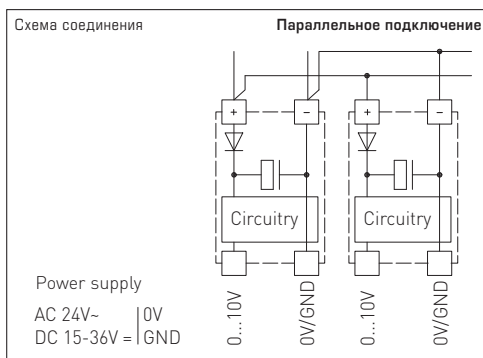 Схема соединения
Параллельное подключение
+ − + −
Circuitry Circuitry
Power supply
AC 24V~ 0V
DC 15-36V = GND
0...10V
0V/GND
0...10V
0V/GND